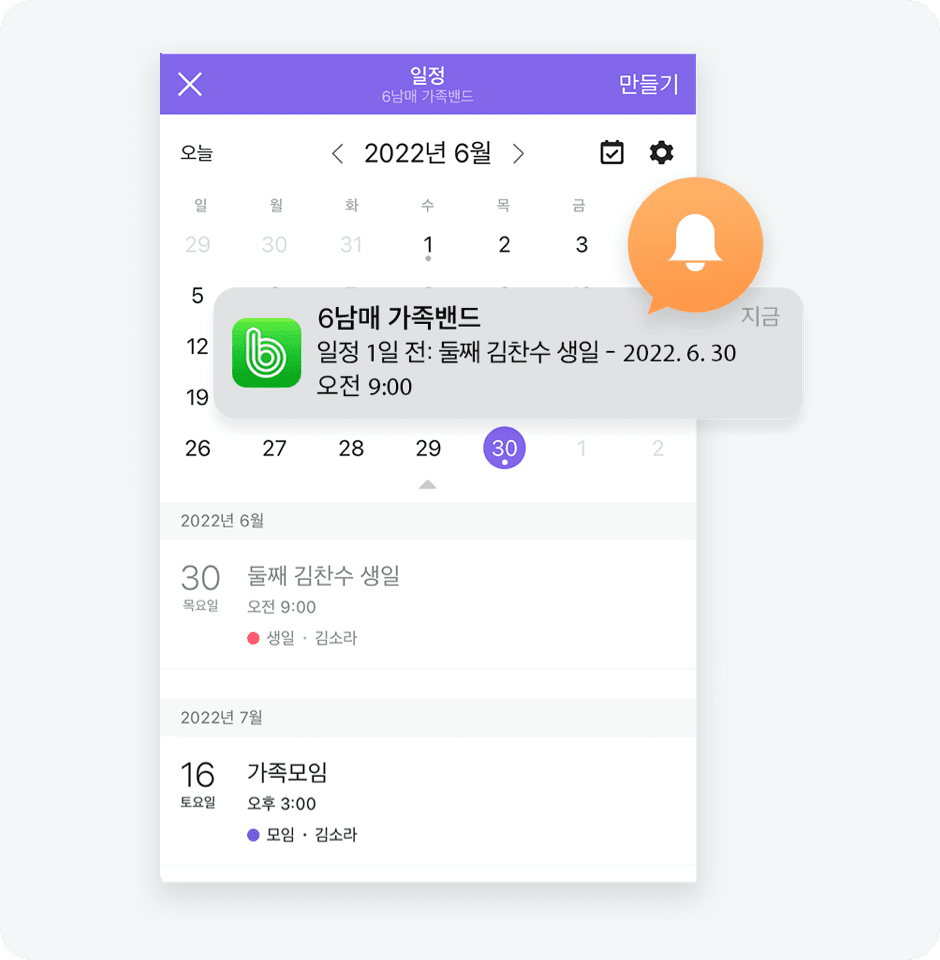 일정
6남매 가족밴드
만들기
오늘
2022년 6월
일 월 화 수 목 금
29 30 31 1 2 3
5
6남매 가족밴드
지금
일정 1일 전: 둘째 김찬수 생일 - 2022. 6. 30
오전 9:00
12
19
26 27 28 29 30 1 2
2022년 6월
30
목요일
둘째 김찬수 생일
오전 9:00
생일 · 김소라
2022년 7월
16
토요일
가족모임
오후 3:00
모임 · 김소라